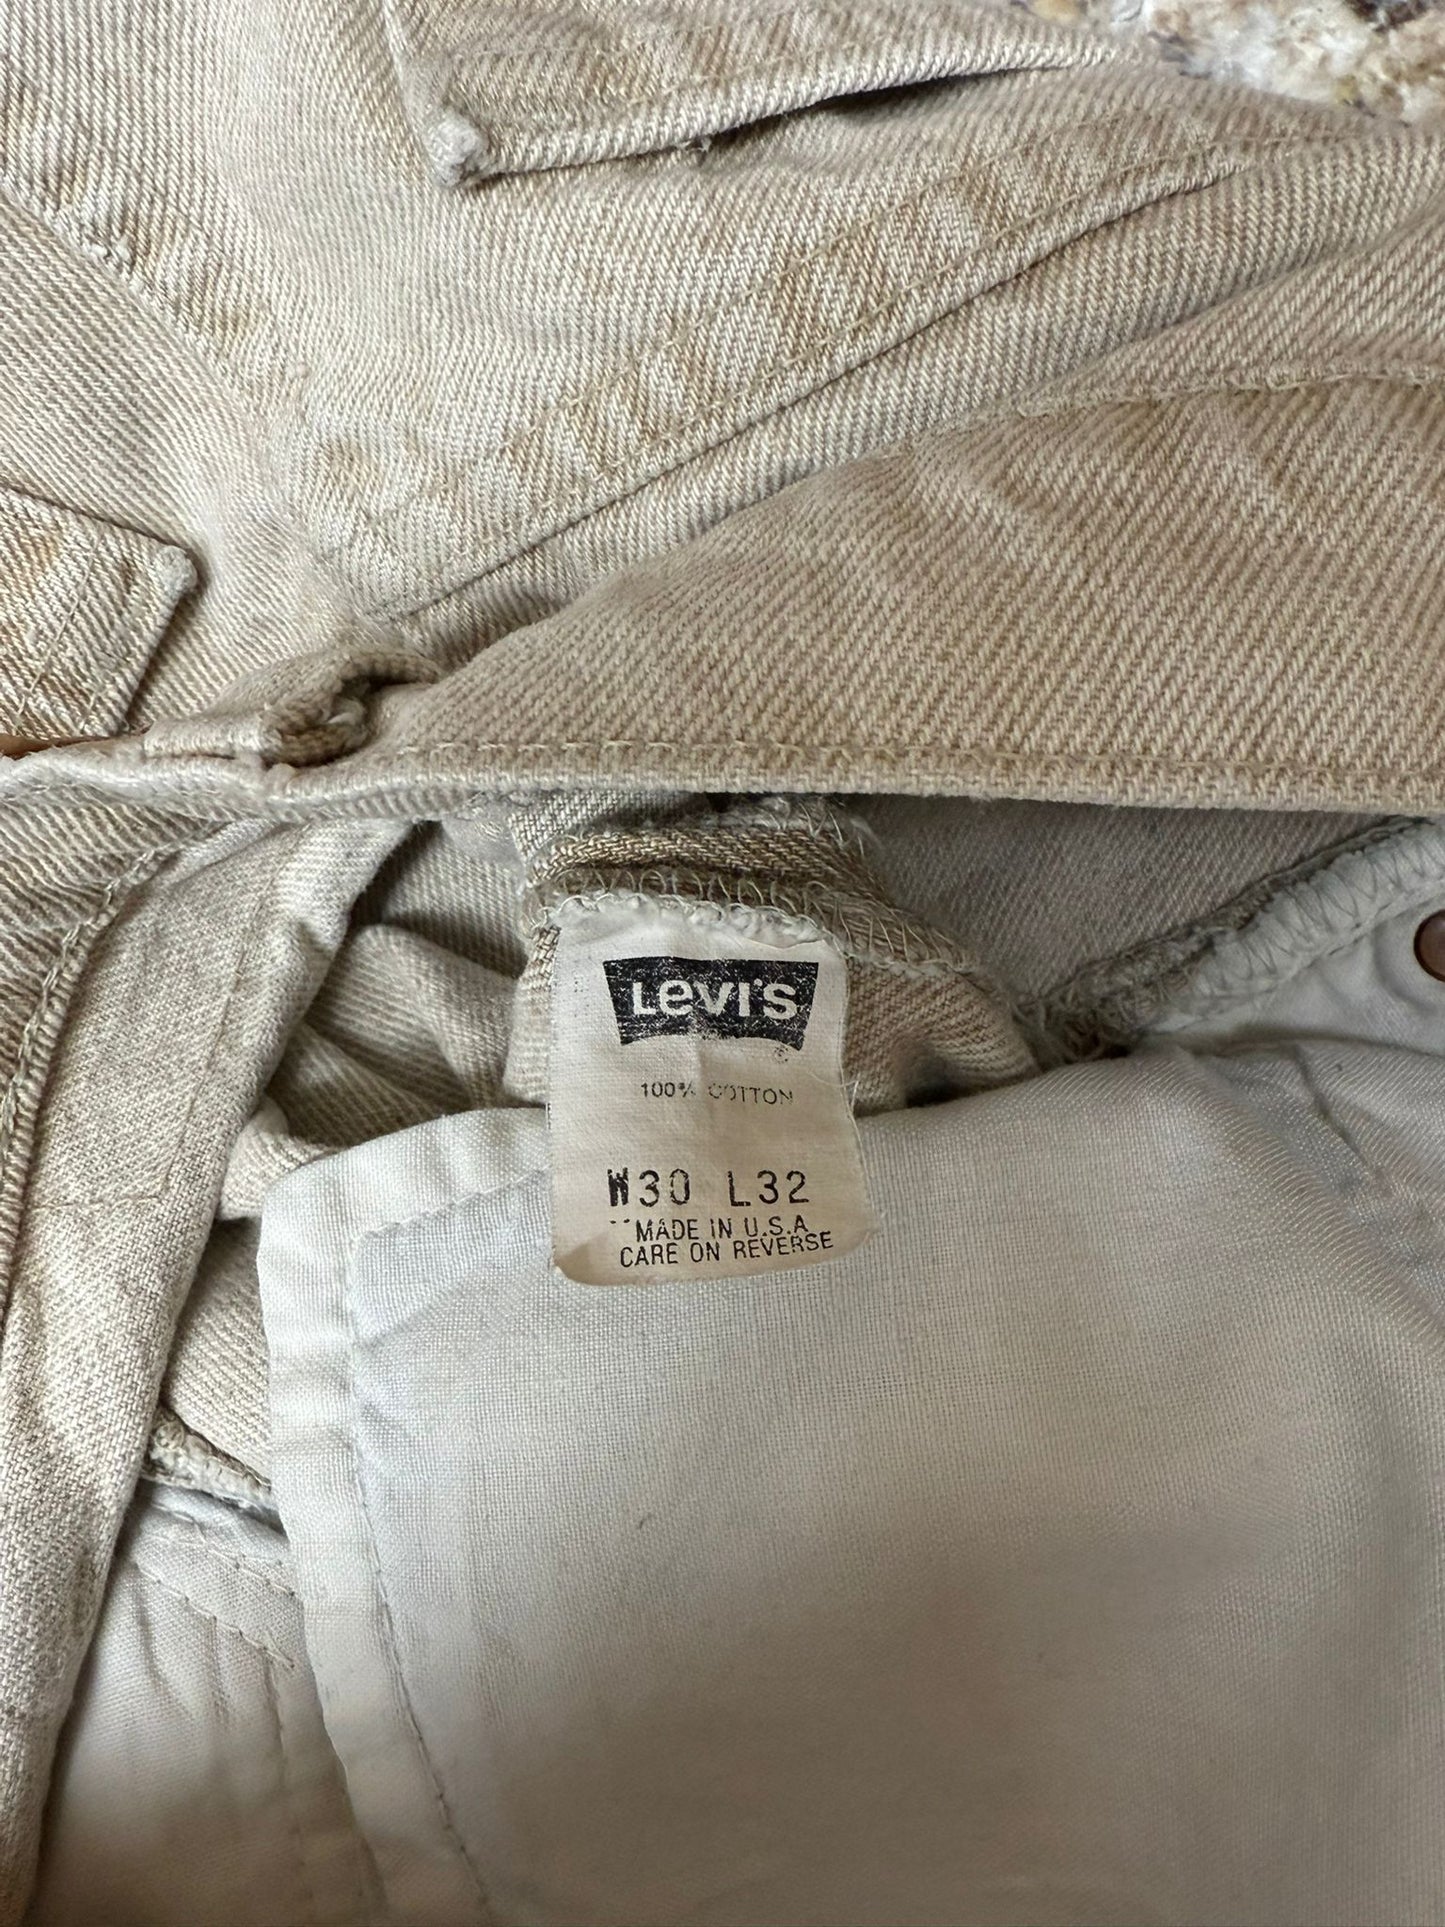 Levi's
100% COTTON
W30 L32
MADE IN U.S.A
CARE ON REVERSE